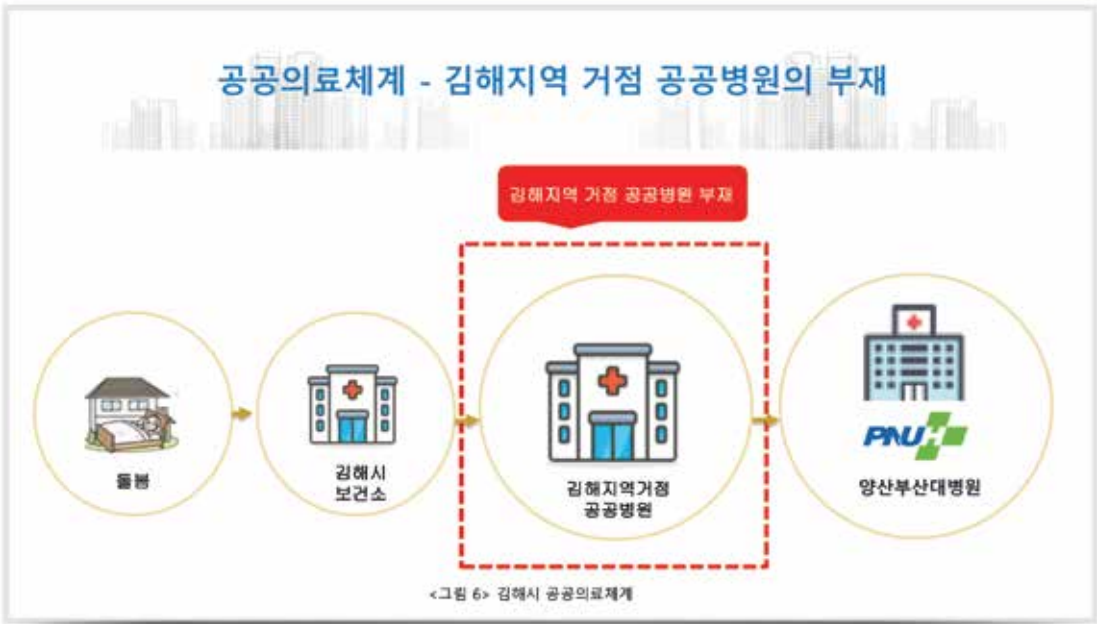 공공의료체계 - 김해지역 거점 공공병원의 부재
김해지역 거점 공공병원 부재
돌봄
김해시
보건소
김해지역거점
공공병원
PNUH
양산부산대병원
<그림 6> 김해시 공공의료체계